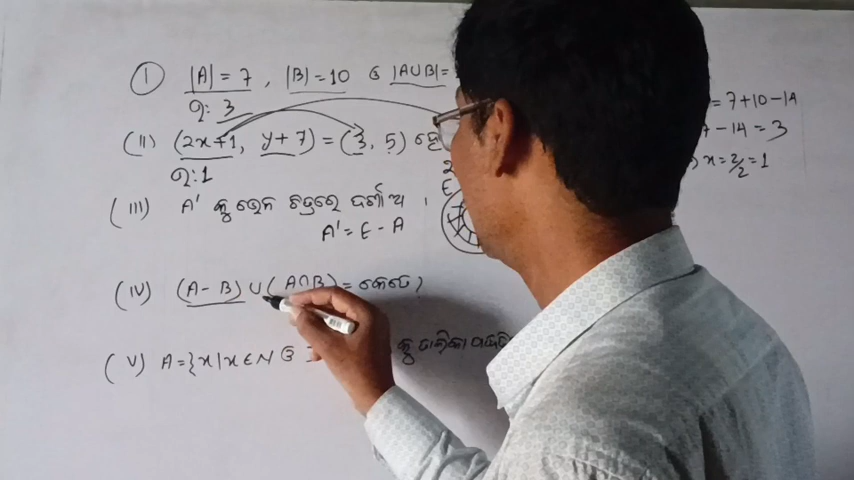 (I) |A| = 7 , |B| = 10 ଓ |AUB| =
ଉ: 3
= 7 + 10 - 14
- 14 = 3
(II) (2x+1, y+7) = (3, 5)
ଉ: 1
x = 2/2 = 1
(III) A' କୁ ଭେନ ଚିତ୍ରରେ ଦର୍ଶାଅ ।
A' = E - A
(IV) (A - B) ∪ (A∩B) = କେତେ ?
(V) A = {x | x ∈ N ଓ